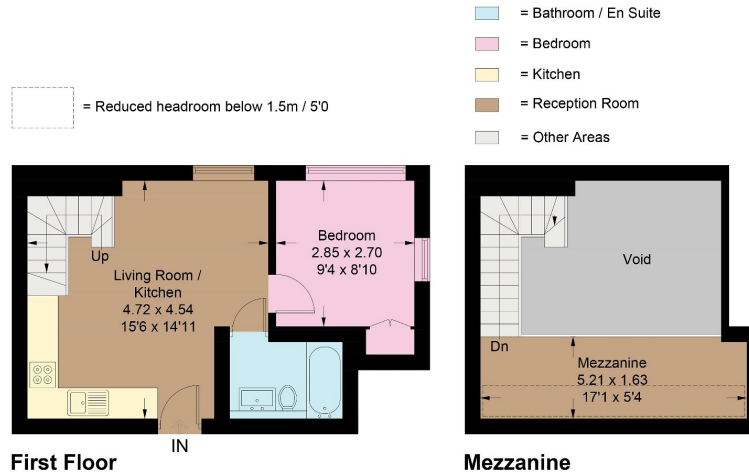 = Bathroom / En Suite
= Bedroom
= Kitchen
= Reception Room
= Other Areas
= Reduced headroom below 1.5m / 5'0
Up
Living Room /
Kitchen
4.72 x 4.54
15'6 x 14'11
Bedroom
2.85 x 2.70
9'4 x 8'10
IN
First Floor
Void
Dn
Mezzanine
5.21 x 1.63
17'1 x 5'4
Mezzanine